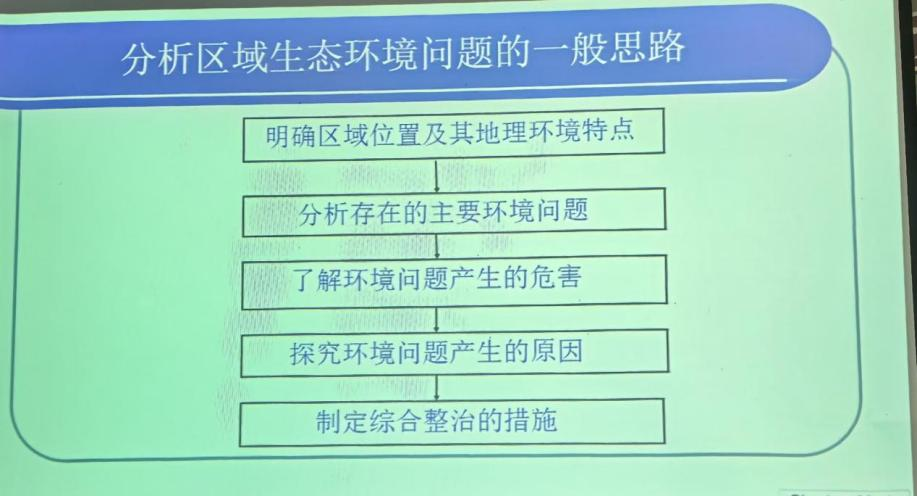 分析区域生态环境问题的一般思路
明确区域位置及其地理环境特点
分析存在的主要环境问题
了解环境问题产生的危害
探究环境问题产生的原因
制定综合整治的措施